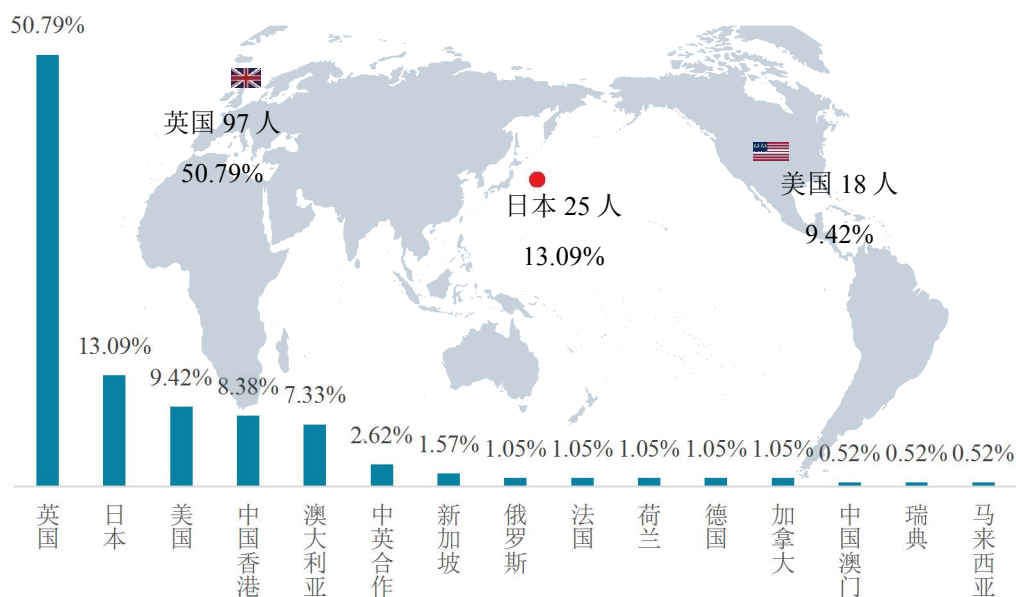 50.79%
英国 97 人
50.79%
美国 18 人
9.42%
日本 25 人
13.09%
13.09%
9.42%
8.38%
7.33%
2.62%
1.57%
1.05%
1.05%
1.05%
1.05%
1.05%
0.52%
0.52%
0.52%
英国
日本
美国
中国香港
澳大利亚
中英合作
新加坡
俄罗斯
法国
荷兰
德国
加拿大
中国澳门
瑞典
马来西亚